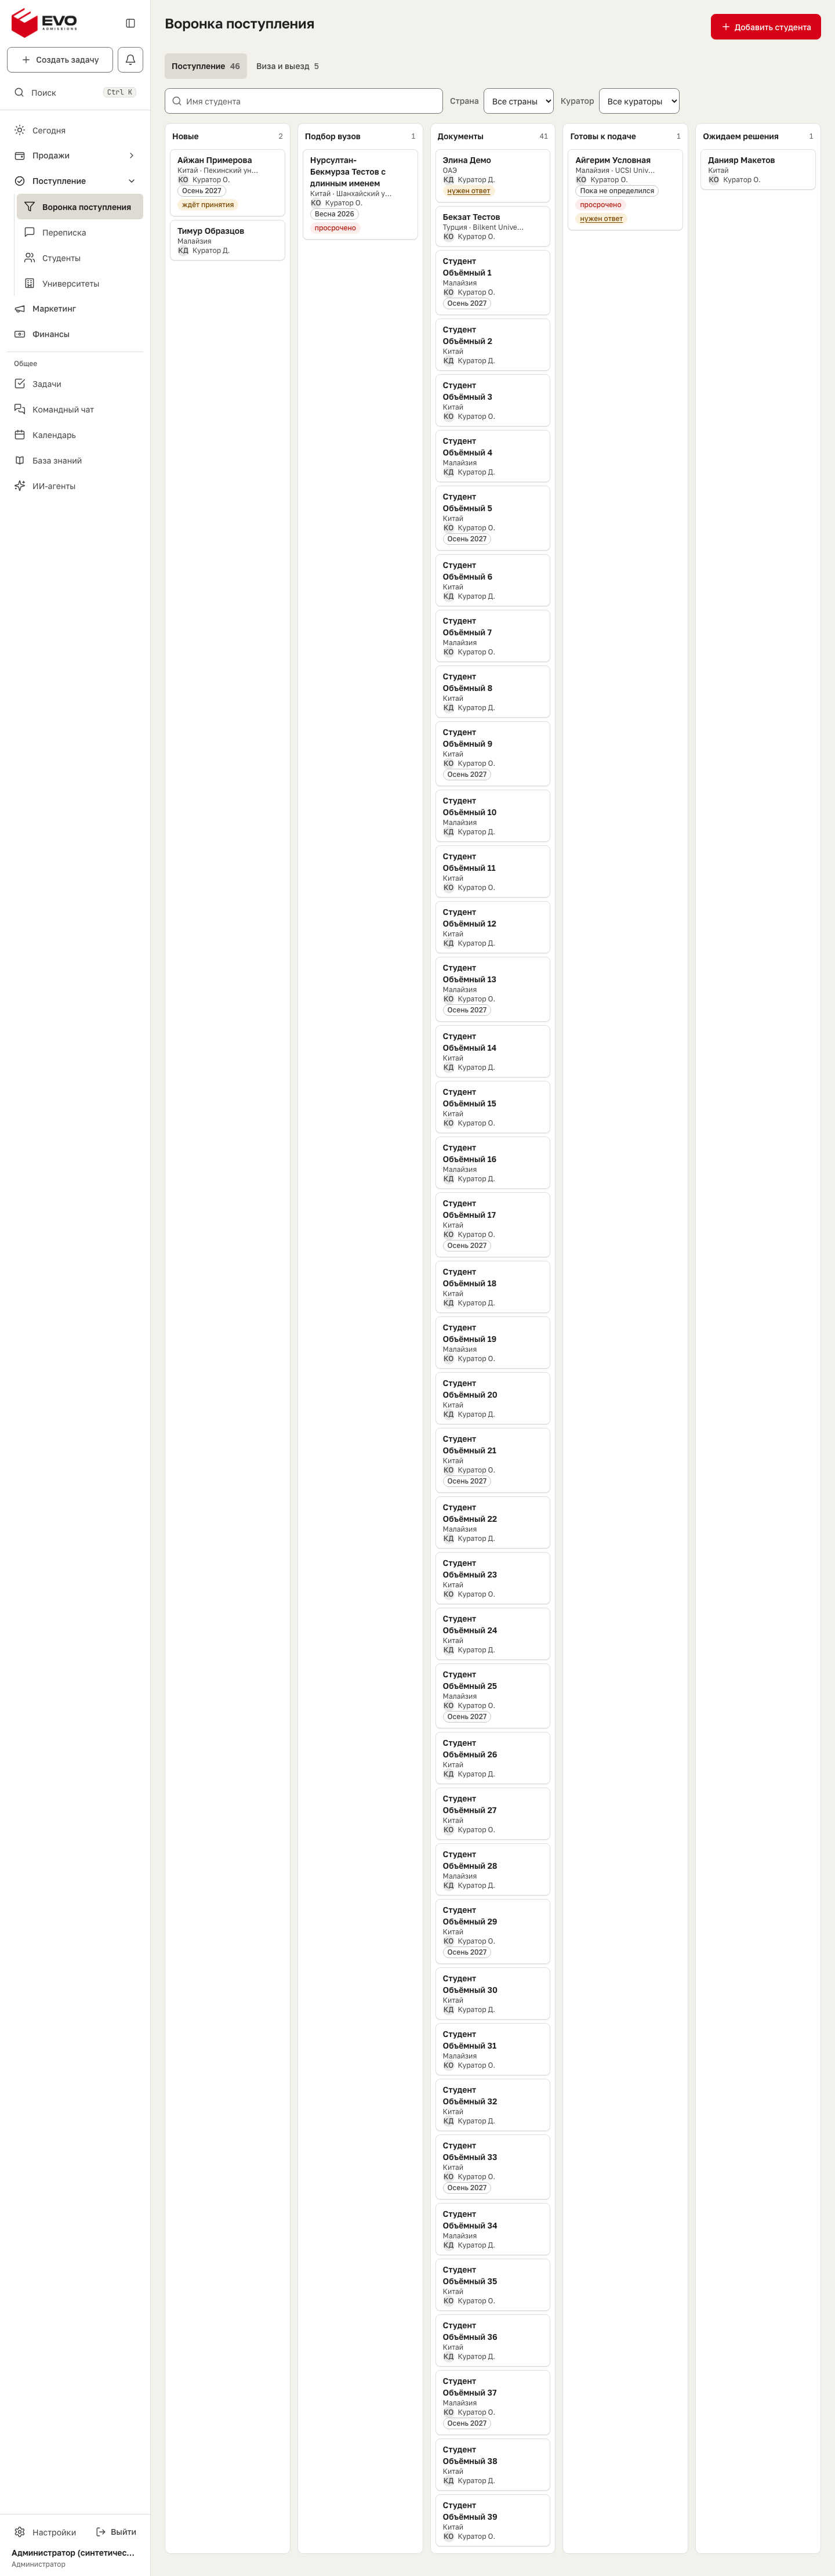 EVO
ADMISSIONS
Создать задачу
Поиск
Ctrl K
Сегодня
Продажи
Поступление
Воронка поступления
Переписка
Студенты
Университеты
Маркетинг
Финансы
Общее
Задачи
Командный чат
Календарь
База знаний
ИИ-агенты
Настройки
Выйти
Администратор (синтетичес...
Администратор
Воронка поступления
Добавить студента
Поступление 46
Виза и выезд 5
Имя студента
Страна
Все страны
Куратор
Все кураторы
Новые 2
Айжан Примерова
Китай · Пекинский ун...
КО Куратор О.
Осень 2027
ждёт принятия
Тимур Образцов
Малайзия
КД Куратор Д.
Подбор вузов 1
Нурсултан-
Бекмурза Тестов с
длинным именем
Китай · Шанхайский у...
КО Куратор О.
Весна 2026
просрочено
Документы 41
Элина Демо
ОАЭ
КД Куратор Д.
нужен ответ
Бекзат Тестов
Турция · Bilkent Unive...
КО Куратор О.
Студент
Объёмный 1
Малайзия
КО Куратор О.
Осень 2027
Студент
Объёмный 2
Китай
КД Куратор Д.
Студент
Объёмный 3
Китай
КО Куратор О.
Студент
Объёмный 4
Малайзия
КД Куратор Д.
Студент
Объёмный 5
Китай
КО Куратор О.
Осень 2027
Студент
Объёмный 6
Китай
КД Куратор Д.
Студент
Объёмный 7
Малайзия
КО Куратор О.
Студент
Объёмный 8
Китай
КД Куратор Д.
Студент
Объёмный 9
Китай
КО Куратор О.
Осень 2027
Студент
Объёмный 10
Малайзия
КД Куратор Д.
Студент
Объёмный 11
Китай
КО Куратор О.
Студент
Объёмный 12
Китай
КД Куратор Д.
Студент
Объёмный 13
Малайзия
КО Куратор О.
Осень 2027
Студент
Объёмный 14
Китай
КД Куратор Д.
Студент
Объёмный 15
Китай
КО Куратор О.
Студент
Объёмный 16
Малайзия
КД Куратор Д.
Студент
Объёмный 17
Китай
КО Куратор О.
Осень 2027
Студент
Объёмный 18
Китай
КД Куратор Д.
Студент
Объёмный 19
Малайзия
КО Куратор О.
Студент
Объёмный 20
Китай
КД Куратор Д.
Студент
Объёмный 21
Китай
КО Куратор О.
Осень 2027
Студент
Объёмный 22
Малайзия
КД Куратор Д.
Студент
Объёмный 23
Китай
КО Куратор О.
Студент
Объёмный 24
Китай
КД Куратор Д.
Студент
Объёмный 25
Малайзия
КО Куратор О.
Осень 2027
Студент
Объёмный 26
Китай
КД Куратор Д.
Студент
Объёмный 27
Китай
КО Куратор О.
Студент
Объёмный 28
Малайзия
КД Куратор Д.
Студент
Объёмный 29
Китай
КО Куратор О.
Осень 2027
Студент
Объёмный 30
Китай
КД Куратор Д.
Студент
Объёмный 31
Малайзия
КО Куратор О.
Студент
Объёмный 32
Китай
КД Куратор Д.
Студент
Объёмный 33
Китай
КО Куратор О.
Осень 2027
Студент
Объёмный 34
Малайзия
КД Куратор Д.
Студент
Объёмный 35
Китай
КО Куратор О.
Студент
Объёмный 36
Китай
КД Куратор Д.
Студент
Объёмный 37
Малайзия
КО Куратор О.
Осень 2027
Студент
Объёмный 38
Китай
КД Куратор Д.
Студент
Объёмный 39
Китай
КО Куратор О.
Готовы к подаче 1
Айгерим Условная
Малайзия · UCSI Univ...
КО Куратор О.
Пока не определился
просрочено
нужен ответ
Ожидаем решения 1
Данияр Макетов
Китай
КО Куратор О.